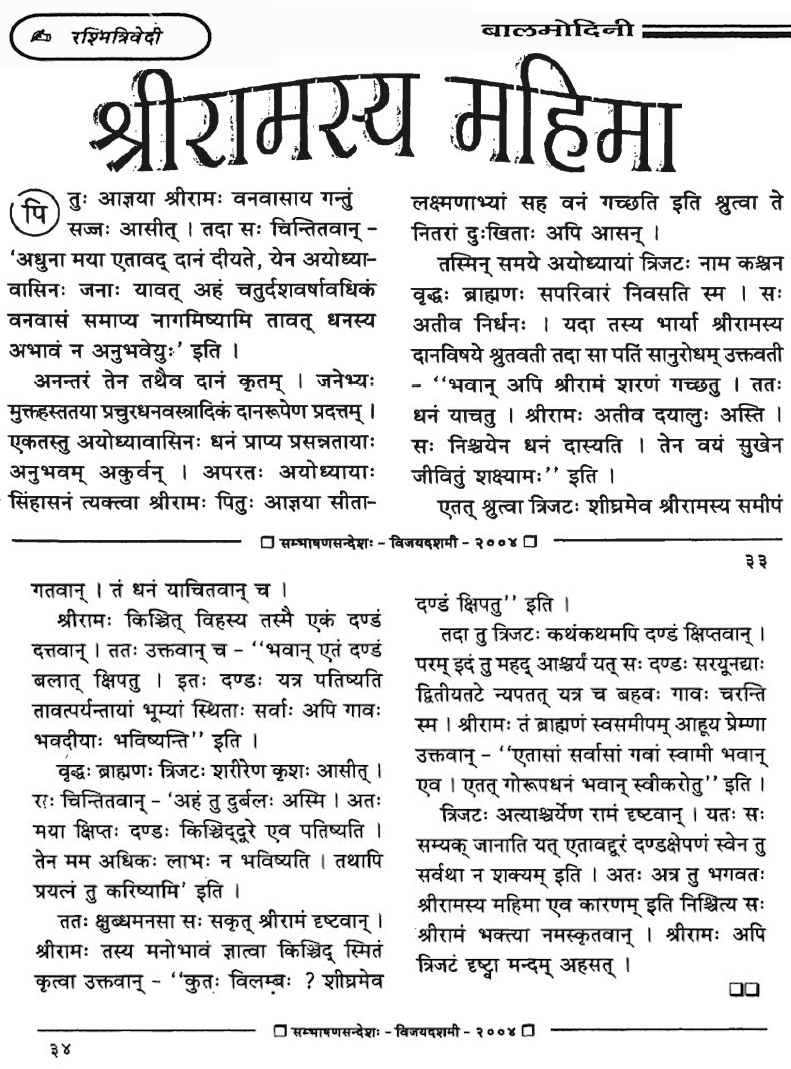 ✍ रश्मित्रिवेदी
बालमोदिनी
श्रीरामस्य महिमा
पितुः आज्ञया श्रीरामः वनवासाय गन्तुं
सज्जः आसीत् । तदा सः चिन्तितवान् –
‘अधुना मया एतावद् दानं दीयते, येन अयोध्या–
वासिनः जनाः यावत् अहं चतुर्दशवर्षावधिकं
वनवासं समाप्य नागमिष्यामि तावत् धनस्य
अभावं न अनुभवेयुः’ इति ।
अनन्तरं तेन तथैव दानं कृतम् । जनेभ्यः
मुक्तहस्ततया प्रचुरधनवस्त्रादिकं दानरूपेण प्रदत्तम् ।
एकतस्तु अयोध्यावासिनः धनं प्राप्य प्रसन्नतायाः
अनुभवम् अकुर्वन् । अपरतः अयोध्यायाः
सिंहासनं त्यक्त्वा श्रीरामः पितुः आज्ञया सीता–
लक्ष्मणाभ्यां सह वनं गच्छति इति श्रुत्वा ते
नितरां दुःखिताः अपि आसन् ।
तस्मिन् समये अयोध्यायां त्रिजटः नाम कश्चन
वृद्धः ब्राह्मणः सपरिवारं निवसति स्म । सः
अतीव निर्धनः । यदा तस्य भार्या श्रीरामस्य
दानविषये श्रुतवती तदा सा पतिं सानुरोधम् उक्तवती
– ‘‘भवान् अपि श्रीरामं शरणं गच्छतु । ततः
धनं याचतु । श्रीरामः अतीव दयालुः अस्ति ।
सः निश्चयेन धनं दास्यति । तेन वयं सुखेन
जीवितुं शक्ष्यामः’’ इति ।
एतत् श्रुत्वा त्रिजटः शीघ्रमेव श्रीरामस्य समीपं
❐ सम्भाषणसन्देशः – विजयदशमी – २००४ ❐
३३
गतवान् । तं धनं याचितवान् च ।
श्रीरामः किञ्चित् विहस्य तस्मै एकं दण्डं
दत्तवान् । ततः उक्तवान् च – ‘‘भवान् एतं दण्डं
बलात् क्षिपतु । इतः दण्डः यत्र पतिष्यति
तावत्पर्यन्तायां भूम्यां स्थिताः सर्वाः अपि गावः
भवदीयाः भविष्यन्ति’’ इति ।
वृद्धः ब्राह्मणः त्रिजटः शरीरेण कृशः आसीत् ।
सः चिन्तितवान् – ‘अहं तु दुर्बलः अस्मि । अतः
मया क्षिप्तः दण्डः किञ्चिद्दूरे एव पतिष्यति ।
तेन मम अधिकः लाभः न भविष्यति । तथापि
प्रयत्नं तु करिष्यामि’ इति ।
ततः क्षुब्धमनसा सः सकृत् श्रीरामं दृष्टवान् ।
श्रीरामः तस्य मनोभावं ज्ञात्वा किञ्चिद् स्मितं
कृत्वा उक्तवान् – ‘‘कुतः विलम्बः ? शीघ्रमेव
दण्डं क्षिपतु’’ इति ।
तदा तु त्रिजटः कथंकथमपि दण्डं क्षिप्तवान् ।
परम् इदं तु महद् आश्चर्यं यत् सः दण्डः सरयूनद्याः
द्वितीयतटे न्यपतत् यत्र च बहवः गावः चरन्ति
स्म । श्रीरामः तं ब्राह्मणं स्वसमीपम् आहूय प्रेम्णा
उक्तवान् – ‘‘एतासां सर्वासां गवां स्वामी भवान्
एव । एतत् गोरूपधनं भवान् स्वीकरोतु’’ इति ।
त्रिजटः अत्याश्चर्येण रामं दृष्टवान् । यतः सः
सम्यक् जानाति यत् एतावद्दूरं दण्डक्षेपणं स्वेन तु
सर्वथा न शक्यम् इति । अतः अत्र तु भगवतः
श्रीरामस्य महिमा एव कारणम् इति निश्चित्य सः
श्रीरामं भक्त्या नमस्कृतवान् । श्रीरामः अपि
त्रिजटं दृष्ट्वा मन्दम् अहसत् ।
❐❐
❐ सम्भाषणसन्देशः – विजयदशमी – २००४ ❐
३४